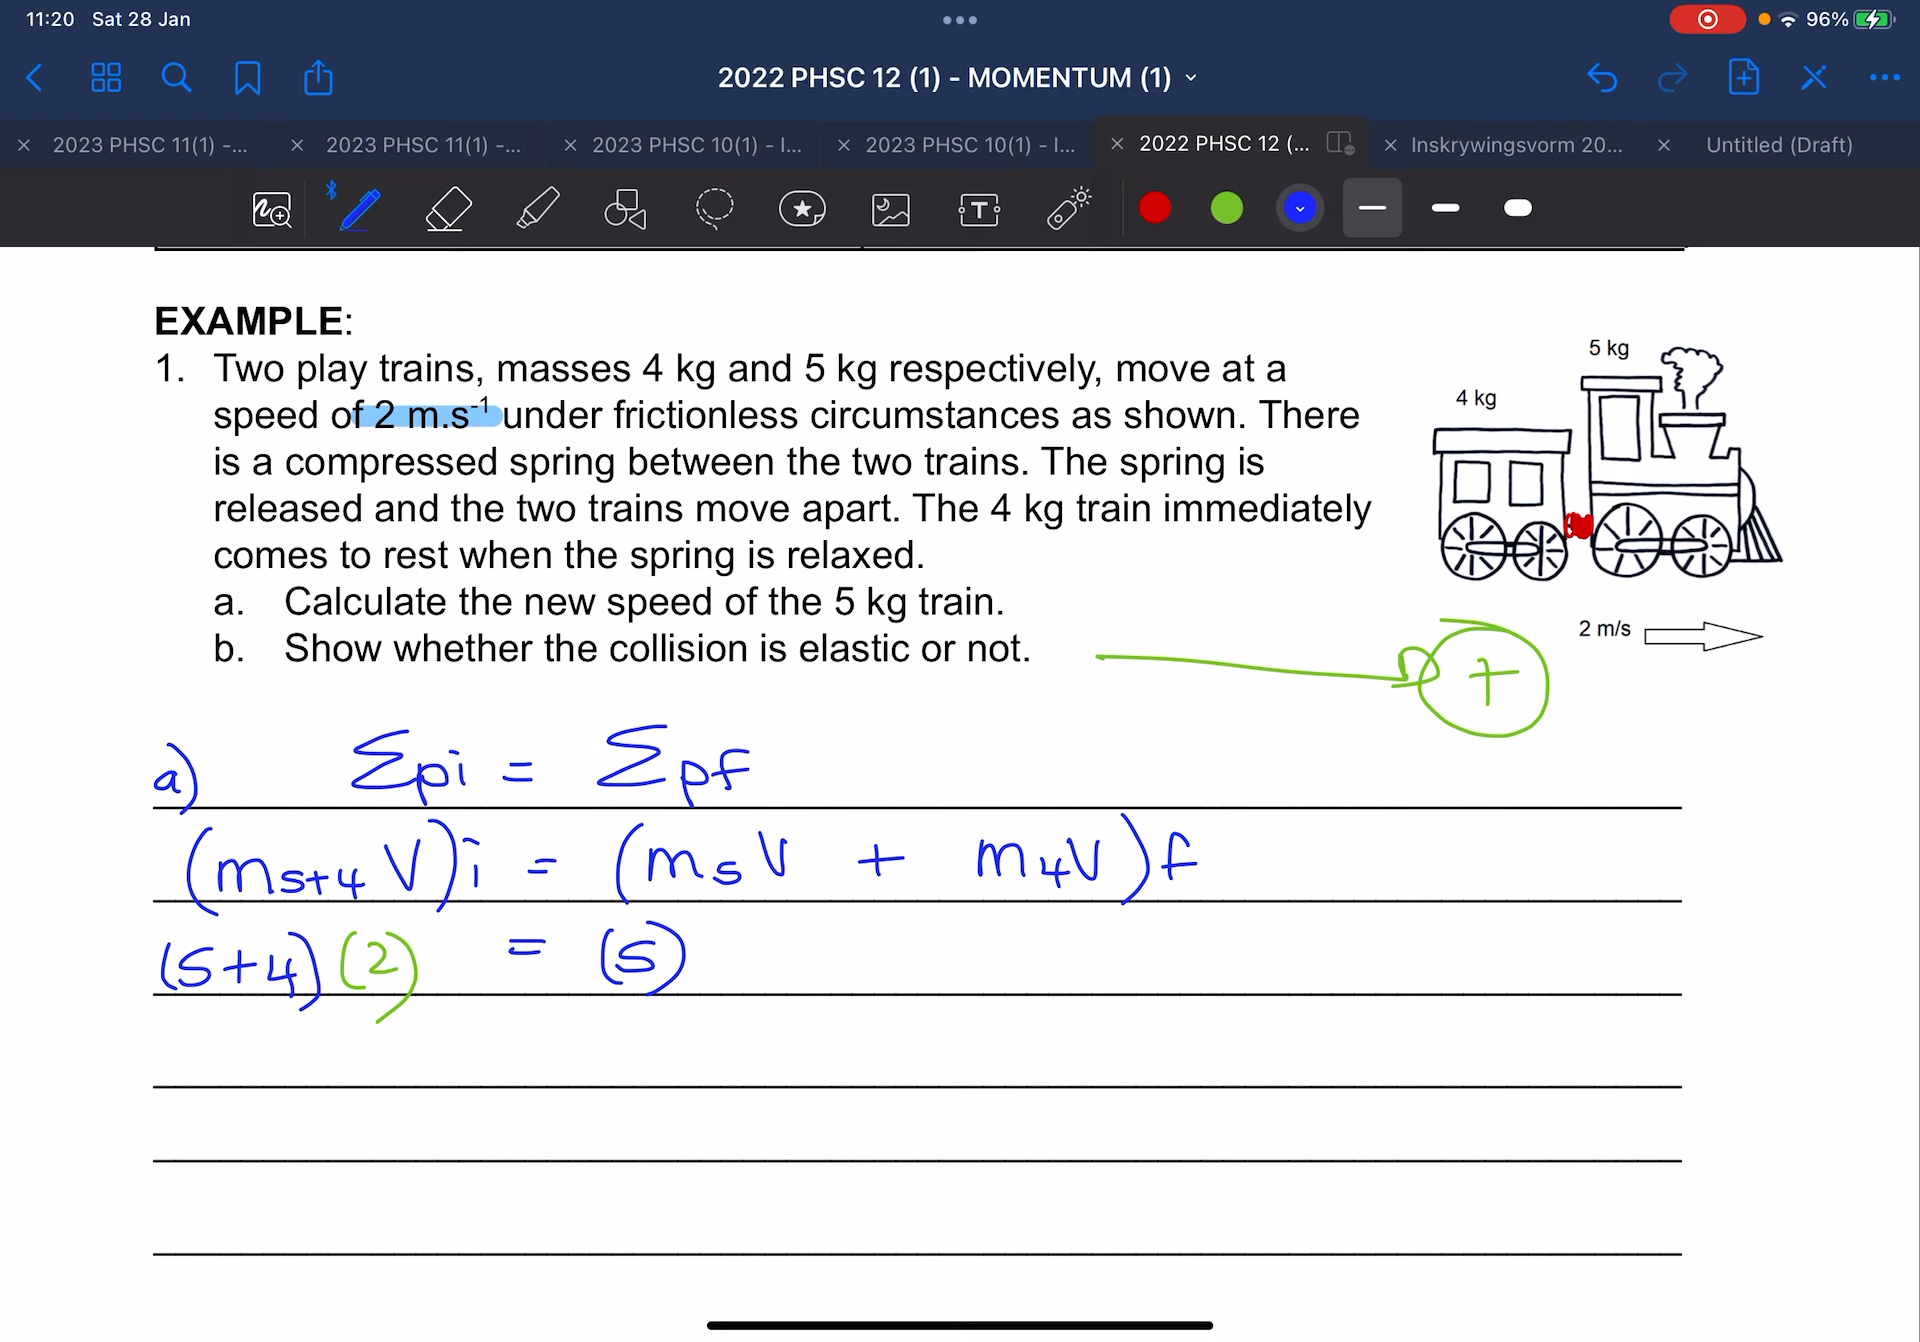 11:20 Sat 28 Jan
96%
2022 PHSC 12 (1) - MOMENTUM (1)
2023 PHSC 11(1) -...
2023 PHSC 11(1) -...
2023 PHSC 10(1) - I...
2023 PHSC 10(1) - I...
2022 PHSC 12 (...
Inskrywingsvorm 20...
Untitled (Draft)
T
EXAMPLE:
1. Two play trains, masses 4 kg and 5 kg respectively, move at a
speed of 2 m.s⁻¹ under frictionless circumstances as shown. There
is a compressed spring between the two trains. The spring is
released and the two trains move apart. The 4 kg train immediately
comes to rest when the spring is relaxed.
a. Calculate the new speed of the 5 kg train.
b. Show whether the collision is elastic or not.
5 kg
4 kg
2 m/s
+
a) Σpi = Σpf
(m₅₊₄ V)i = (m₅V + m₄V)f
(5+4)(2) = (5)